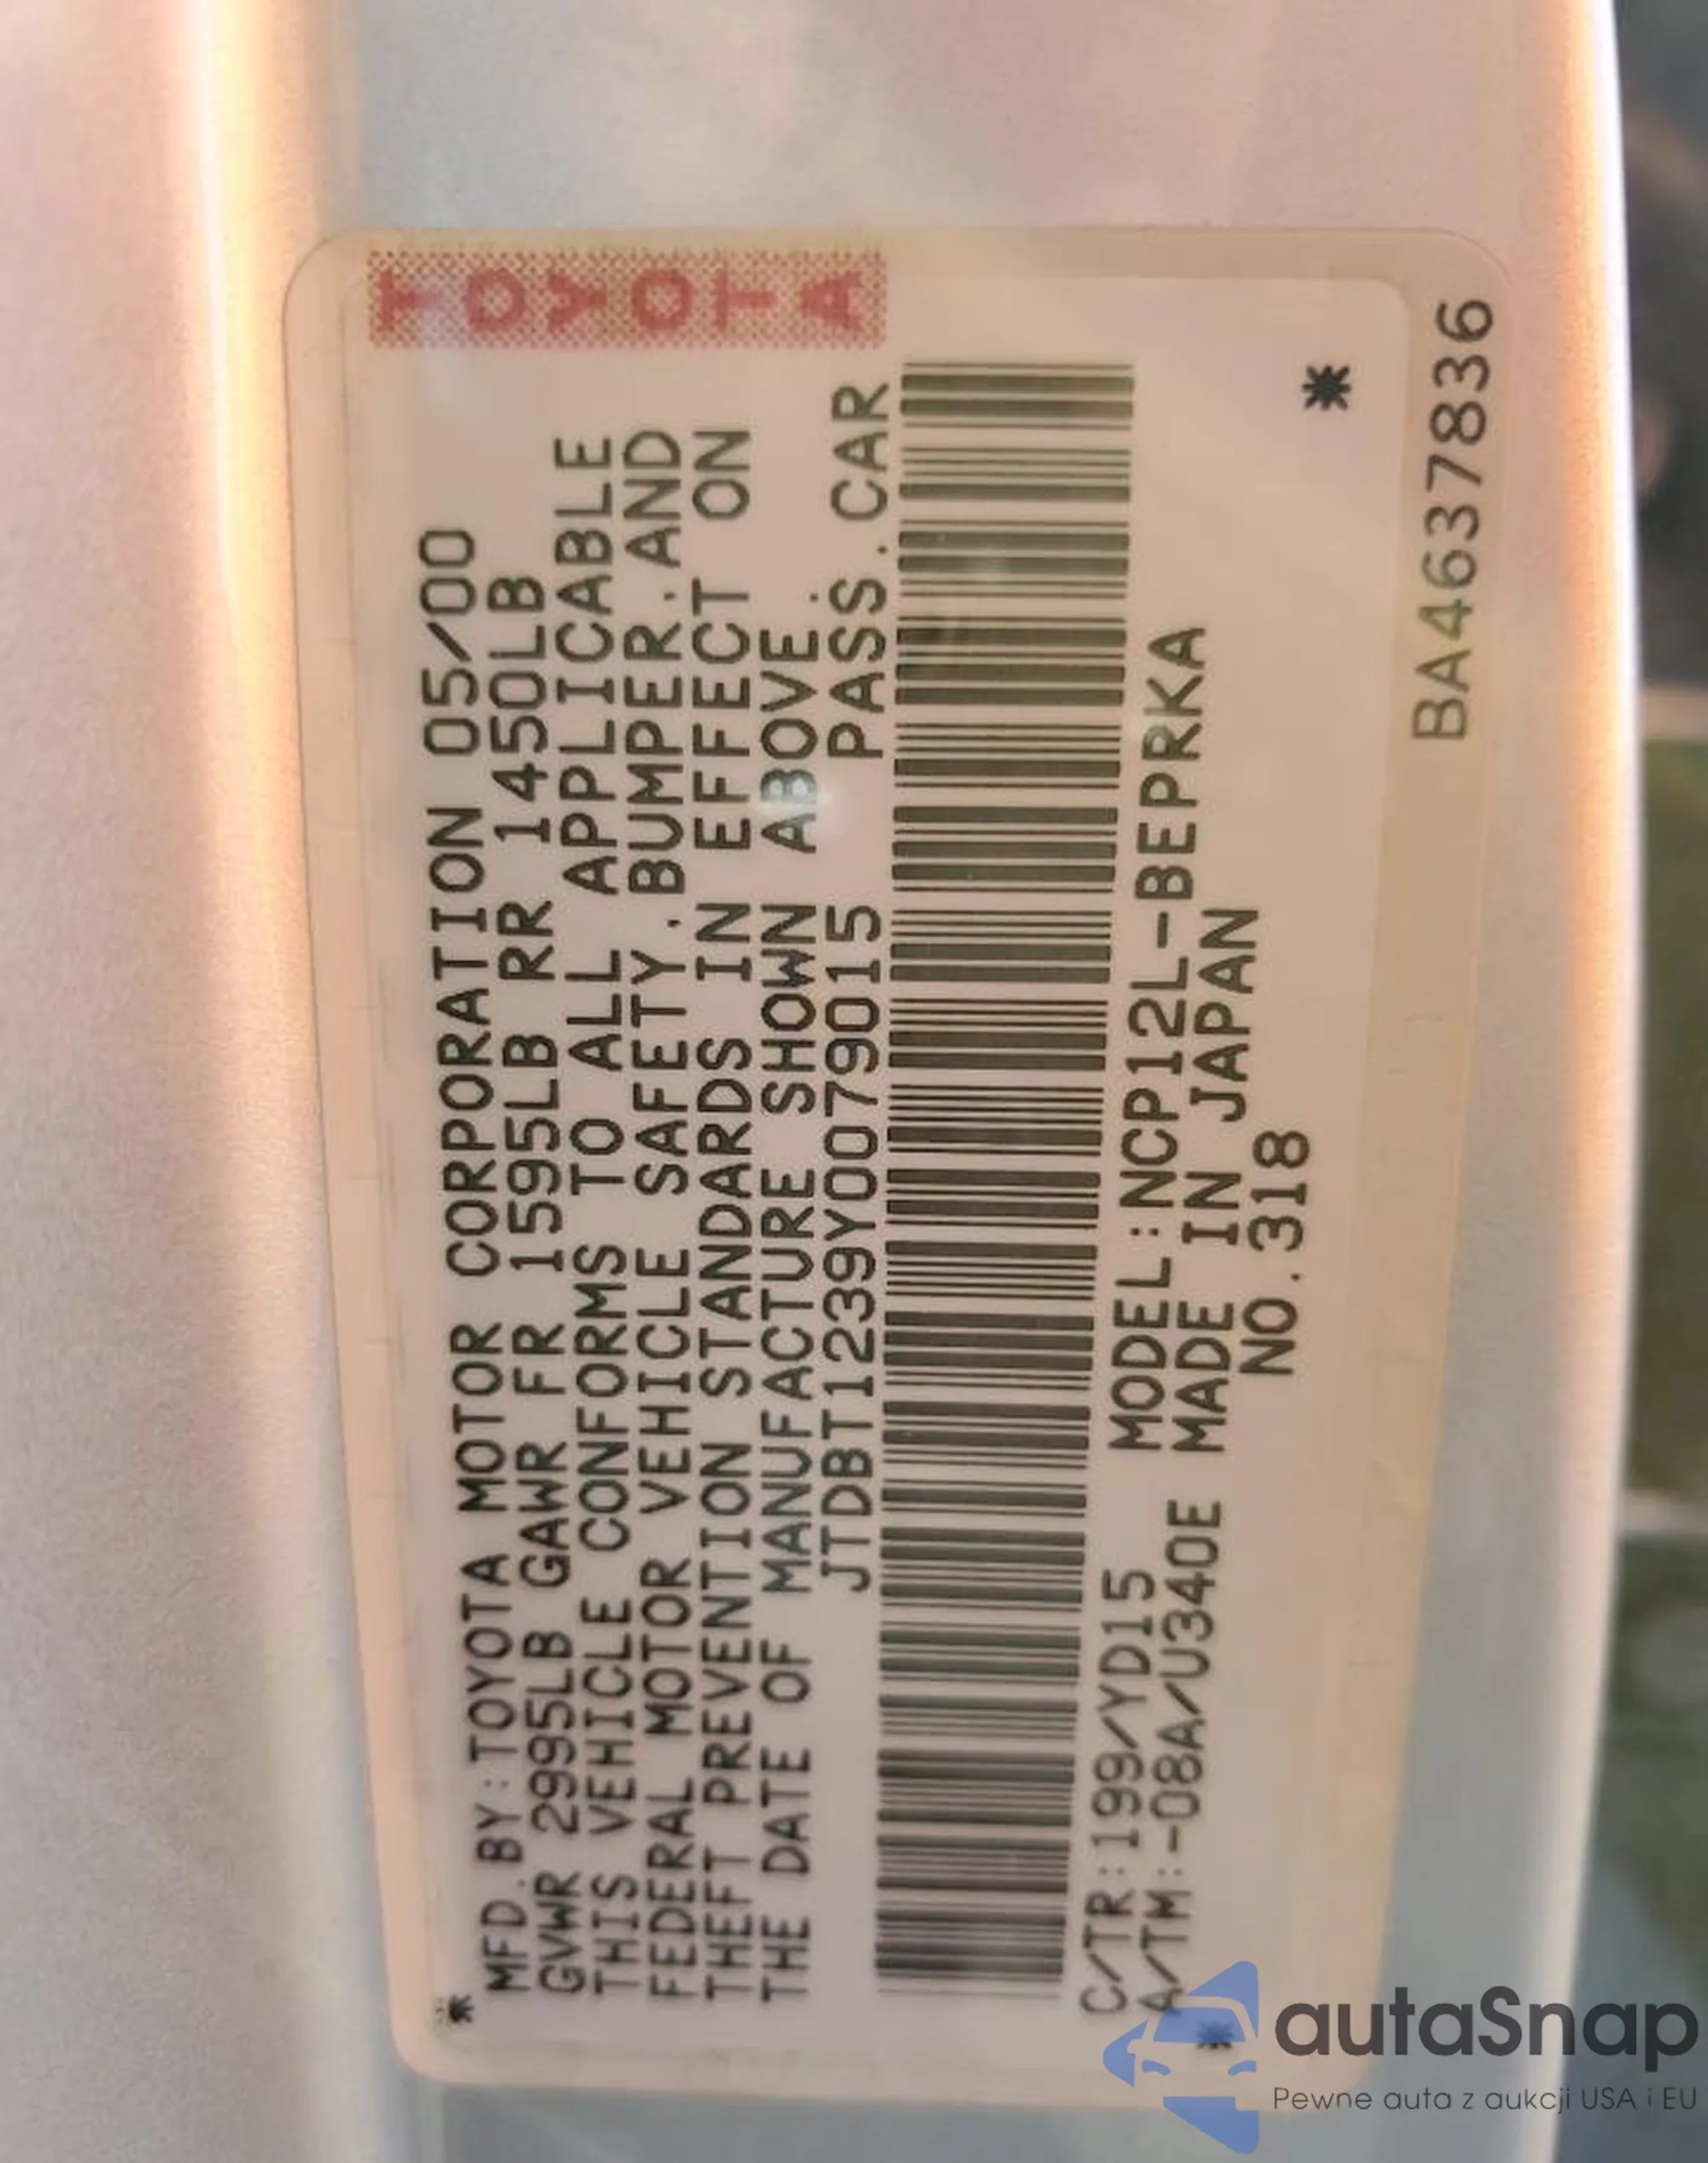 TOYOTA
MFD.BY:TOYOTA MOTOR CORPORATION 05/00
GVWR 2995LB GAWR FR 1595LB RR 1450LB
THIS VEHICLE CONFORMS TO ALL APPLICABLE
FEDERAL MOTOR VEHICLE SAFETY.BUMPER.AND
THEFT PREVENTION STANDARDS IN EFFECT ON
THE DATE OF MANUFACTURE SHOWN ABOVE.
JTDBT1239Y0079015 PASS.CAR
C/TR:199/YD15 MODEL:NCP12L-BEPRKA
A/TM:-08A/U340E MADE IN JAPAN
NO.318
BA4637836
autaSnap
Pewne auta z aukcji USA i EU